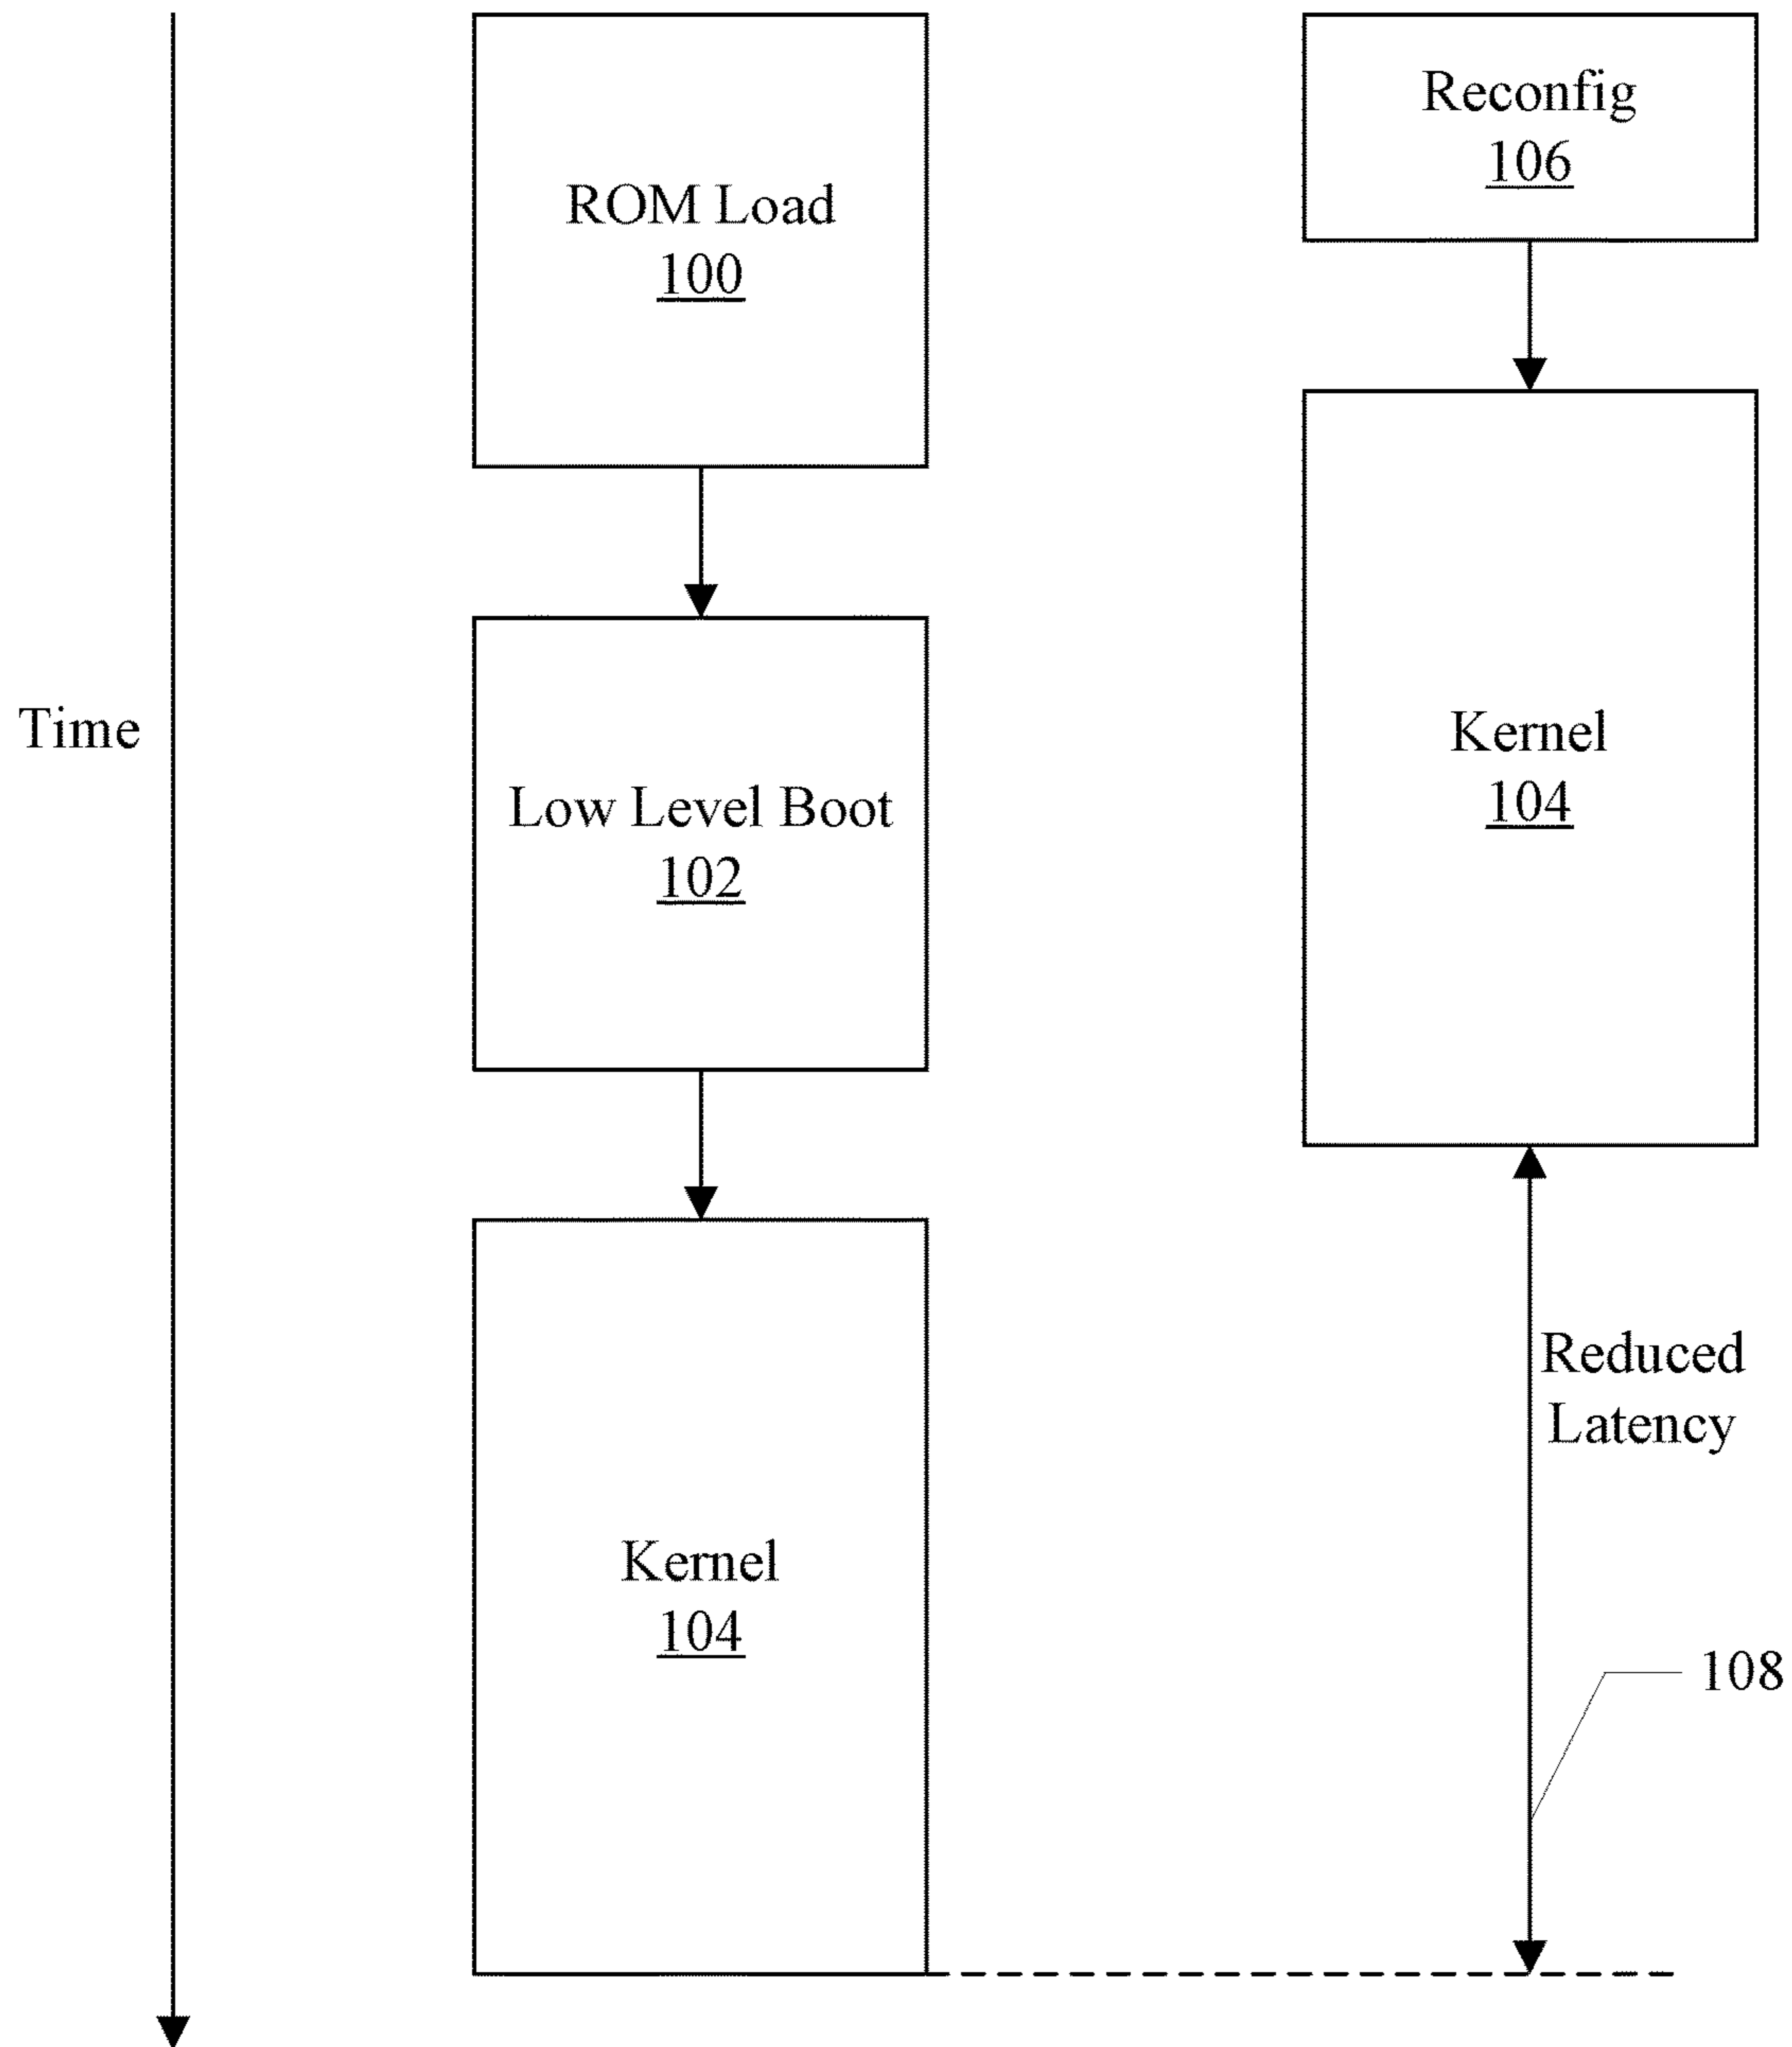 Time
ROM Load
100
Low Level Boot
102
Kernel
104
Reconfig
106
Kernel
104
Reduced
Latency
108